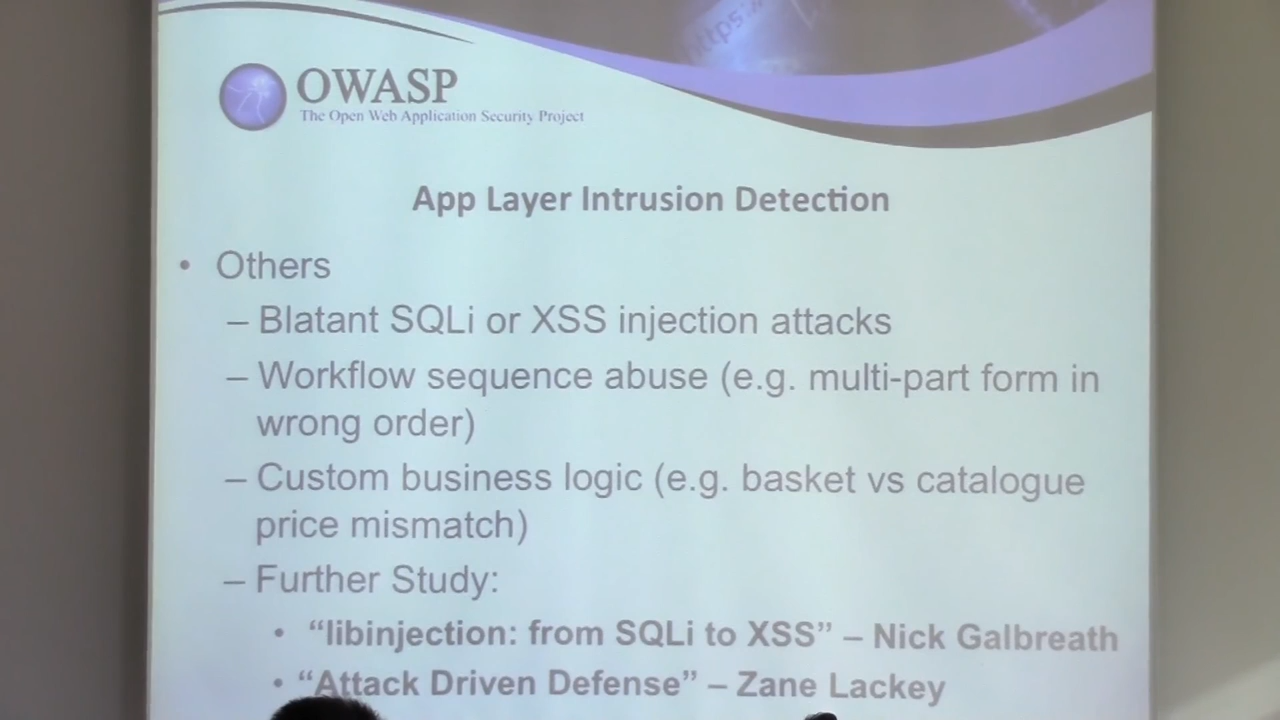 https:/
OWASP
The Open Web Application Security Project
App Layer Intrusion Detection
• Others
– Blatant SQLi or XSS injection attacks
– Workflow sequence abuse (e.g. multi-part form in
wrong order)
– Custom business logic (e.g. basket vs catalogue
price mismatch)
– Further Study:
• “libinjection: from SQLi to XSS” – Nick Galbreath
• “Attack Driven Defense” – Zane Lackey